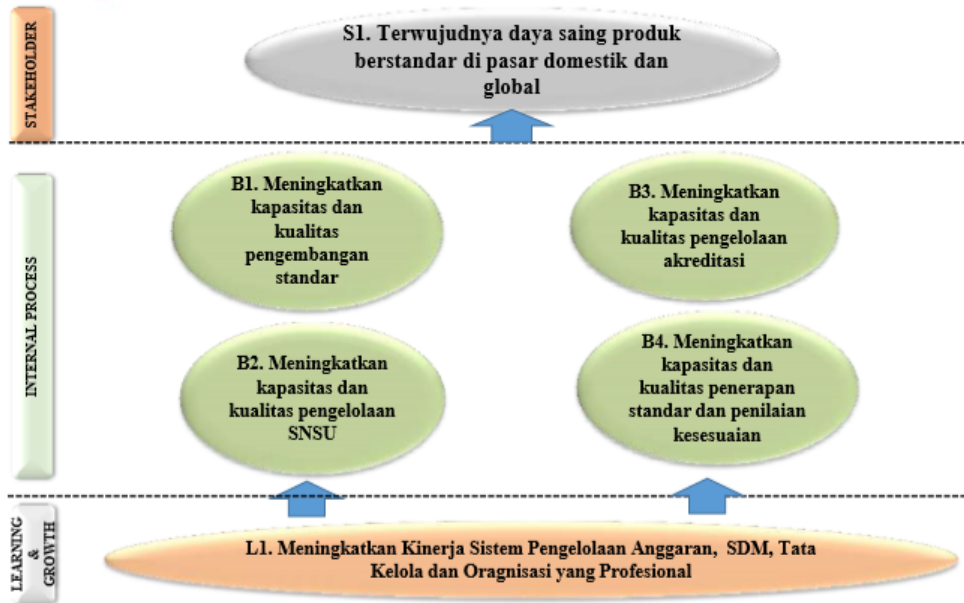 STAKEHOLDER
S1. Terwujudnya daya saing produk
berstandar di pasar domestik dan
global
INTERNAL PROCESS
B1. Meningkatkan
kapasitas dan
kualitas
pengembangan
standar
B3. Meningkatkan
kapasitas dan
kualitas pengelolaan
akreditasi
B2. Meningkatkan
kapasitas dan
kualitas pengelolaan
SNSU
B4. Meningkatkan
kapasitas dan
kualitas penerapan
standar dan penilaian
kesesuaian
LEARNING
&
GROWTH
L1. Meningkatkan Kinerja Sistem Pengelolaan Anggaran, SDM, Tata
Kelola dan Oragnisasi yang Profesional